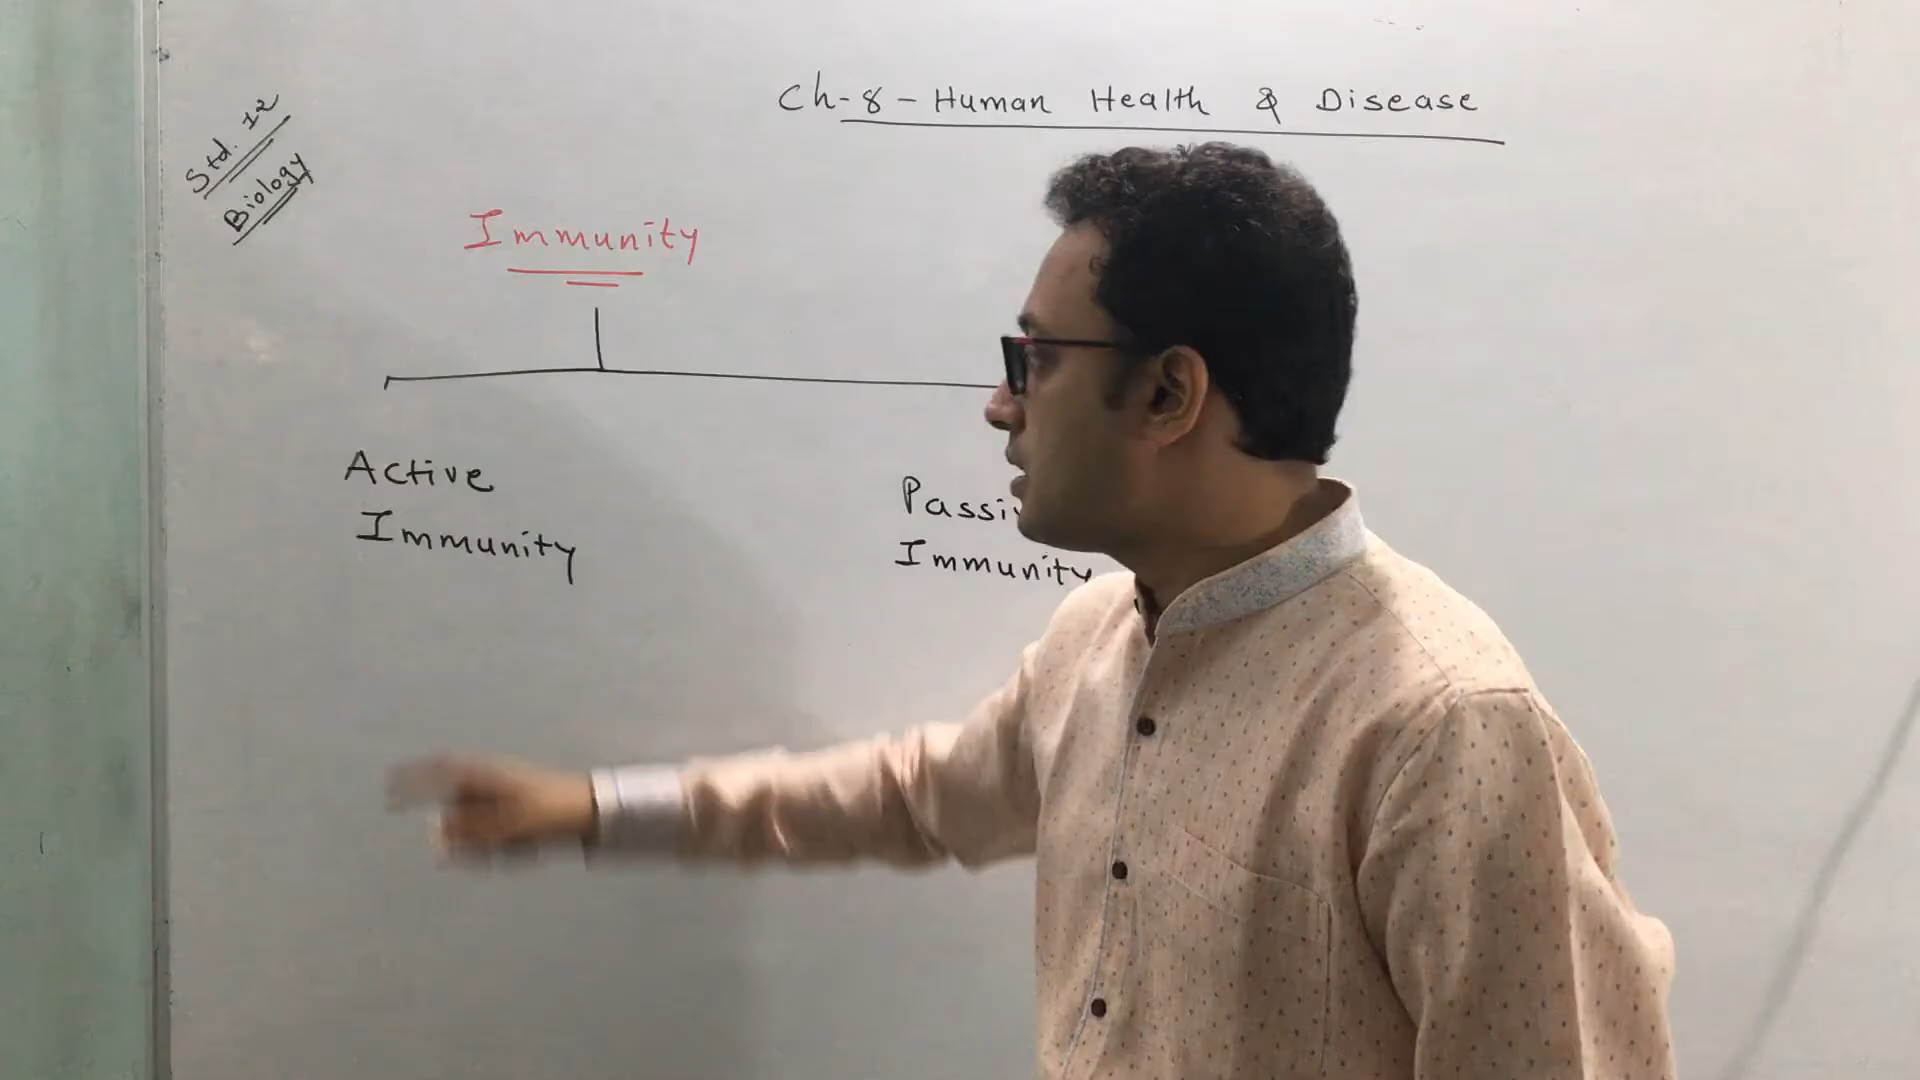 Ch-8 - Human Health & Disease
Std. 12
Biology
Immunity
Active
Immunity
Immunity